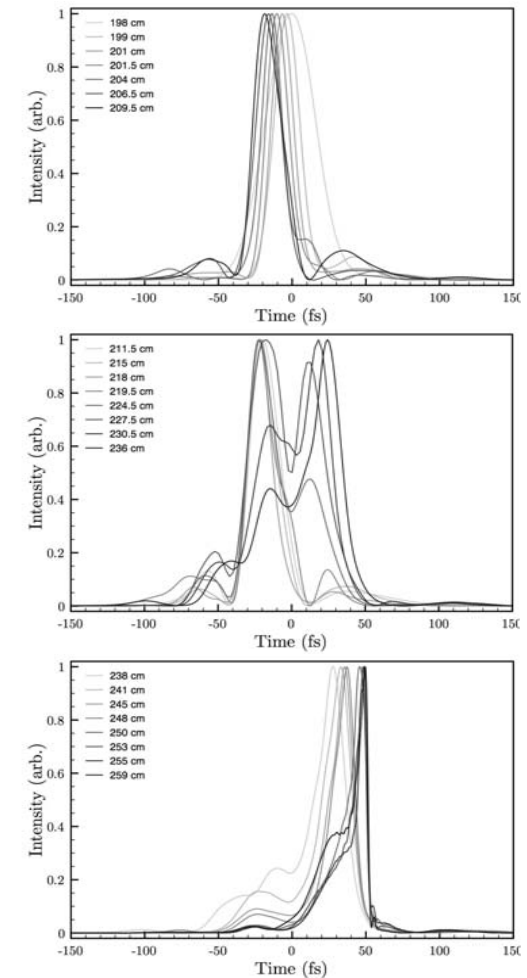 1
198 cm
199 cm
201 cm
201.5 cm
204 cm
206.5 cm
209.5 cm
0.8
0.6
0.4
0.2
0
Intensity (arb.)
-150 -100 -50 0 50 100 150
Time (fs)
1
211.5 cm
215 cm
218 cm
219.5 cm
224.5 cm
227.5 cm
230.5 cm
236 cm
0.8
0.6
0.4
0.2
0
Intensity (arb.)
-150 -100 -50 0 50 100 150
Time (fs)
1
238 cm
241 cm
245 cm
248 cm
250 cm
253 cm
255 cm
259 cm
0.8
0.6
0.4
0.2
0
Intensity (arb.)
-150 -100 -50 0 50 100 150
Time (fs)